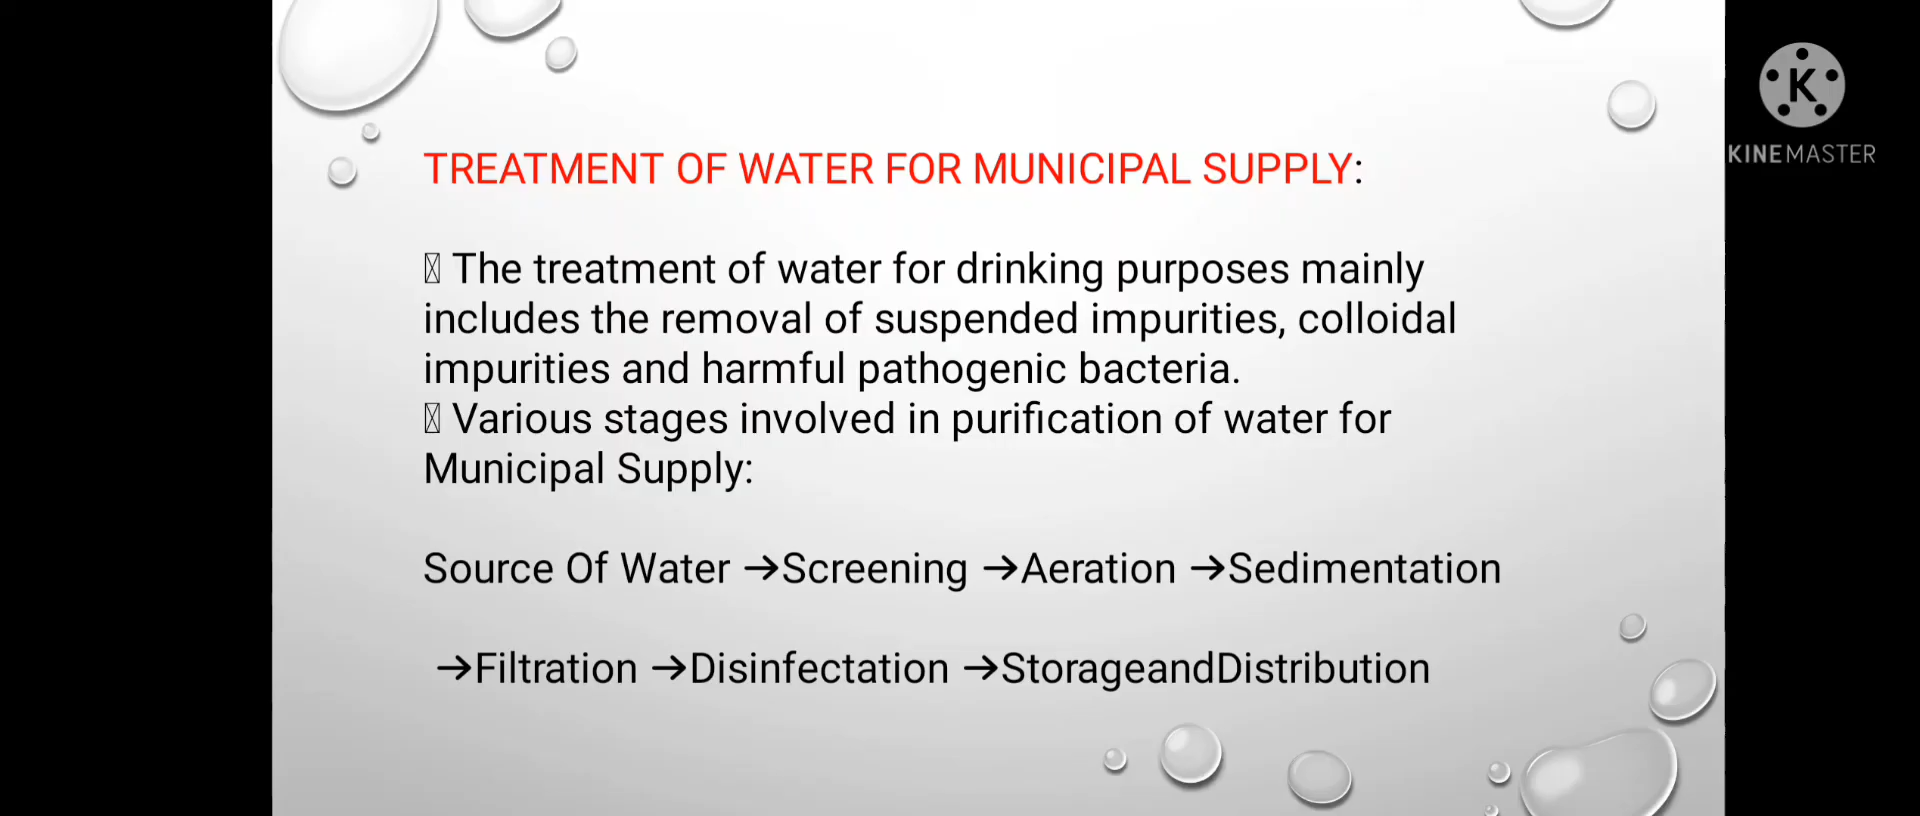 TREATMENT OF WATER FOR MUNICIPAL SUPPLY:
The treatment of water for drinking purposes mainly
includes the removal of suspended impurities, colloidal
impurities and harmful pathogenic bacteria.
Various stages involved in purification of water for
Municipal Supply:
Source Of Water →Screening →Aeration →Sedimentation
→Filtration →Disinfectation →StorageandDistribution
K
KINEMASTER